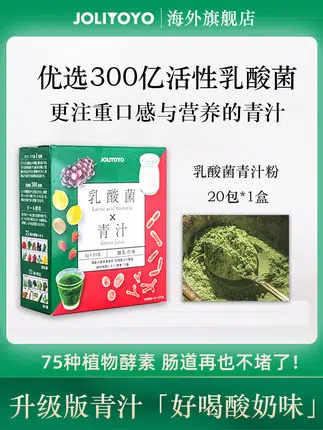 JOLIYOYO 海外旗舰店
优选300亿活性乳酸菌
更注重口感与营养的青汁
JOLIYOYO
乳酸菌
Lactic acid bacteria
×
青汁
Green juice
乳酸菌青汁粉
20包*1盒
75种植物酵素 肠道再也不堵了!
升级版青汁「好喝酸奶味」